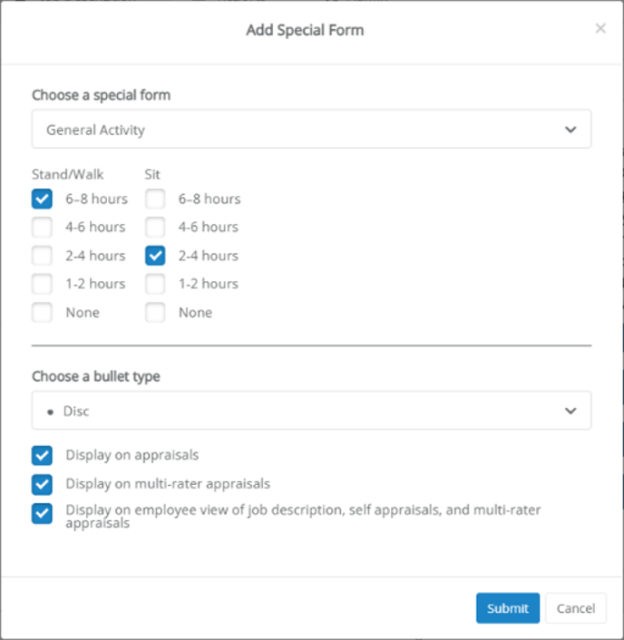 Add Special Form
×
Choose a special form
General Activity
Stand/Walk Sit
6–8 hours 6–8 hours
4-6 hours 4-6 hours
2-4 hours 2-4 hours
1-2 hours 1-2 hours
None None
Choose a bullet type
• Disc
Display on appraisals
Display on multi-rater appraisals
Display on employee view of job description, self appraisals, and multi-rater
appraisals
Submit Cancel